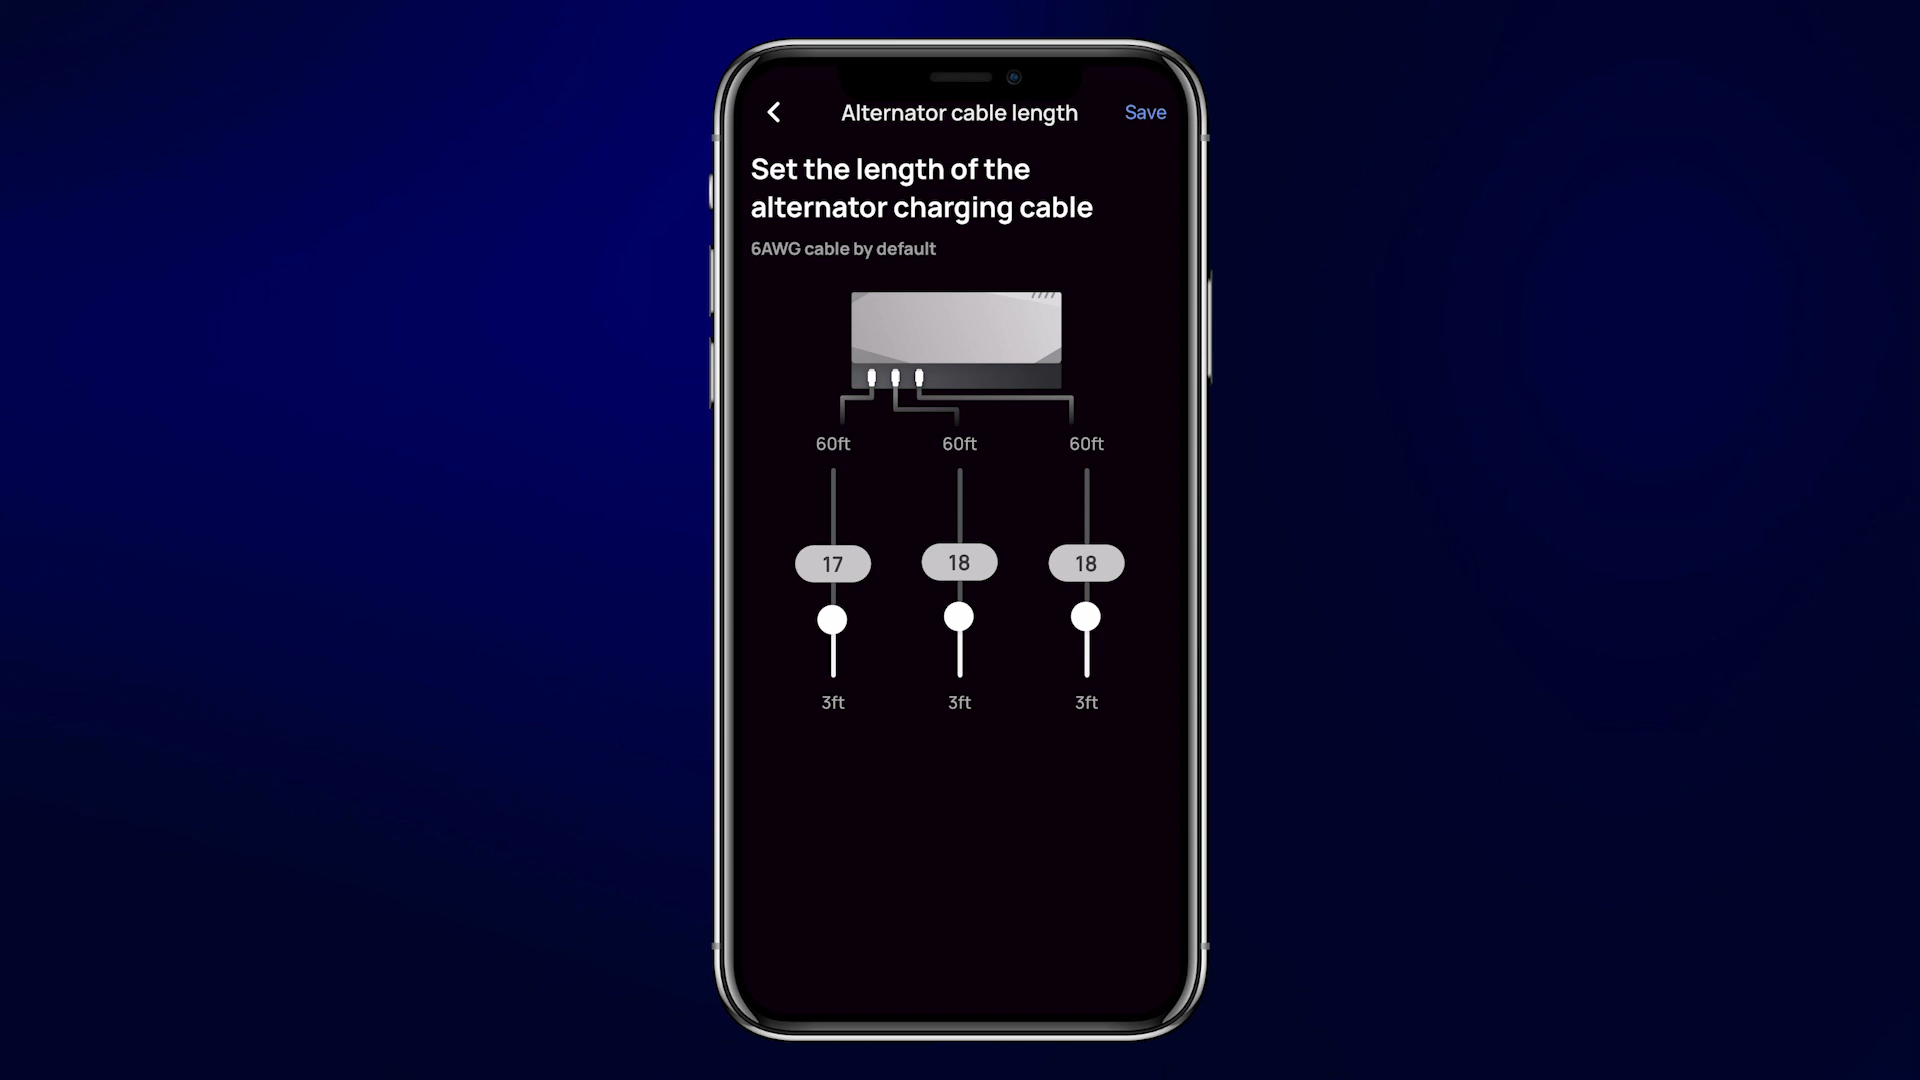 Alternator cable length
Save
Set the length of the
alternator charging cable
6AWG cable by default
60ft 60ft 60ft
17 18 18
3ft 3ft 3ft